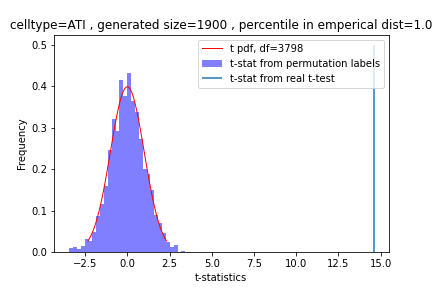 celltype=ATI , generated size=1900 , percentile in emperical dist=1.0
t pdf, df=3798
t-stat from permutation labels
t-stat from real t-test
Frequency
0.5
0.4
0.3
0.2
0.1
0.0
−2.5 0.0 2.5 5.0 7.5 10.0 12.5 15.0
t-statistics